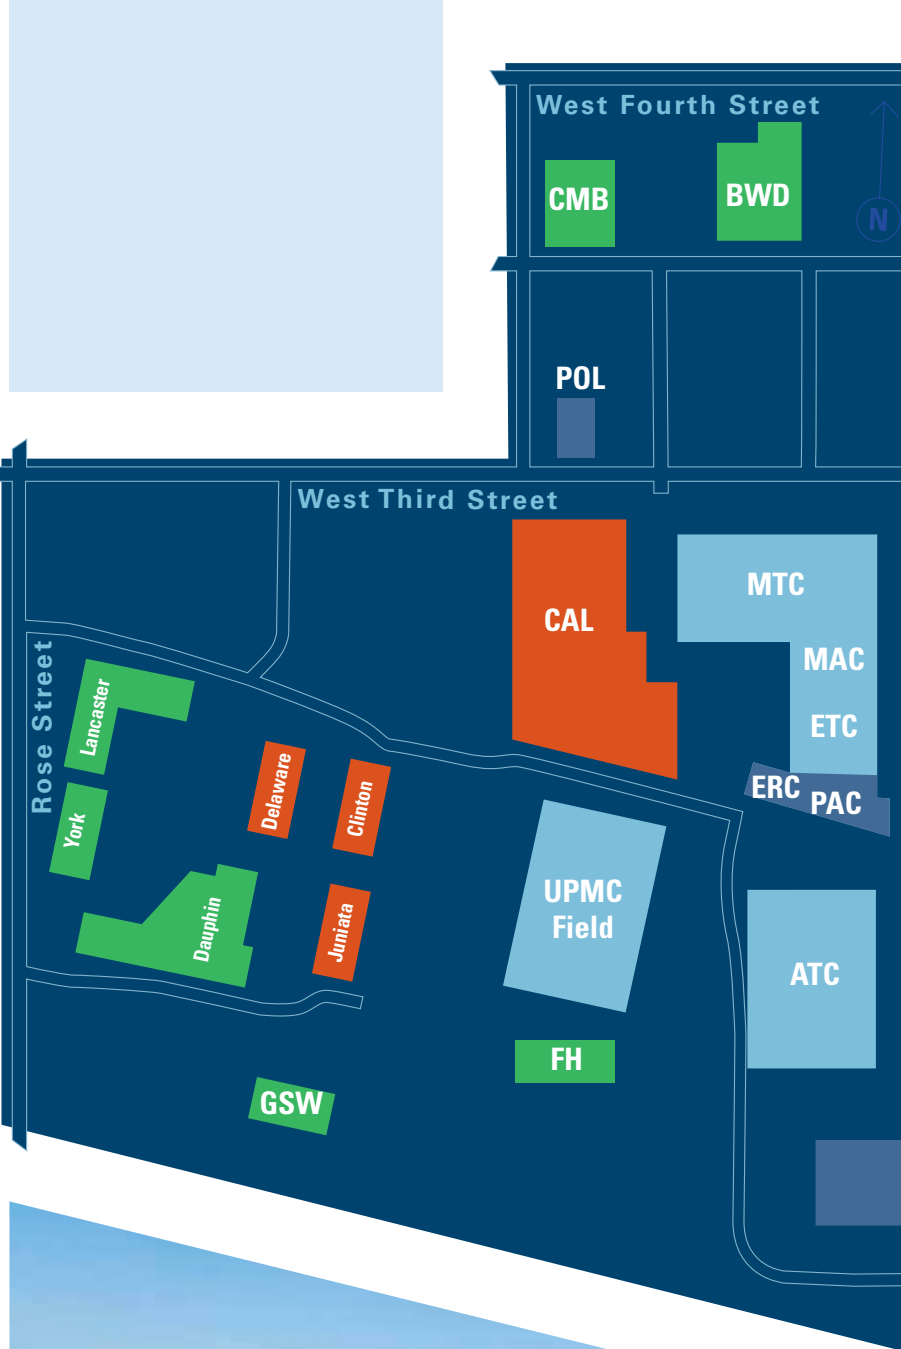 West Fourth Street
CMB
BWD
N
POL
West Third Street
CAL
MTC
MAC
ETC
ERC
PAC
Rose Street
Lancaster
York
Delaware
Clinton
Dauphin
Juniata
UPMC
Field
ATC
FH
GSW